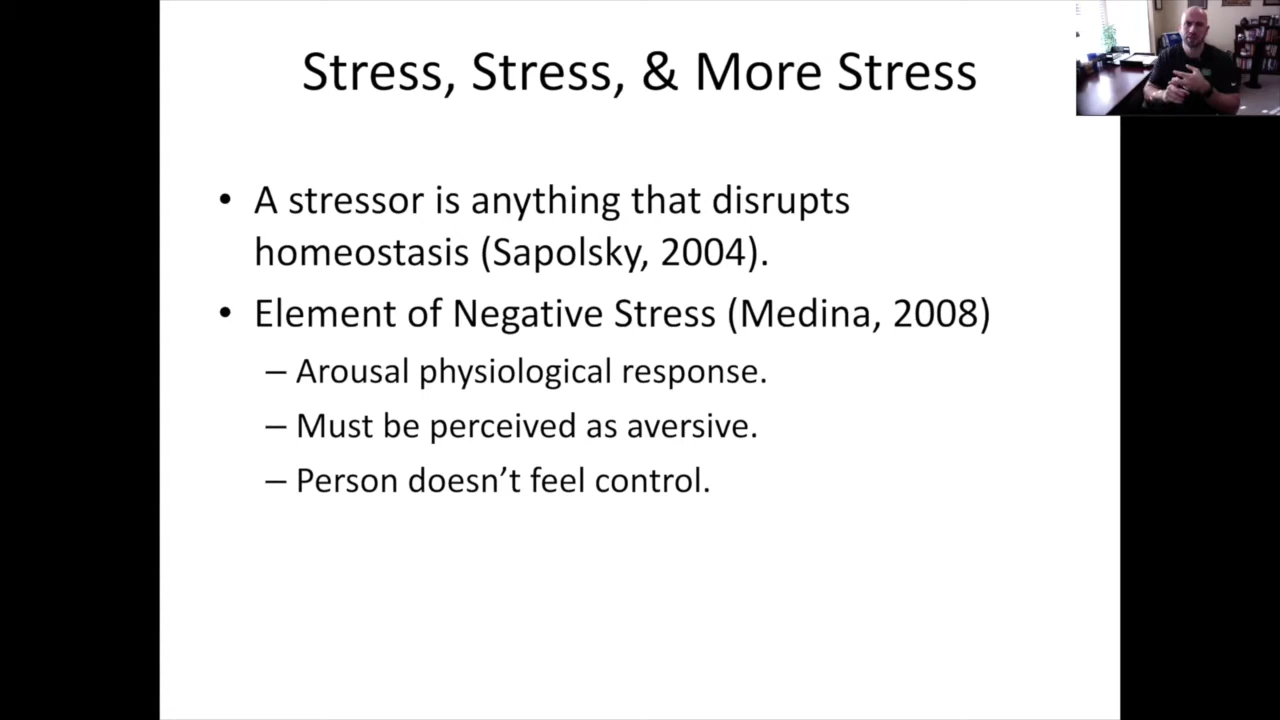 Stress, Stress, & More Stress
• A stressor is anything that disrupts
homeostasis (Sapolsky, 2004).
• Element of Negative Stress (Medina, 2008)
– Arousal physiological response.
– Must be perceived as aversive.
– Person doesn’t feel control.